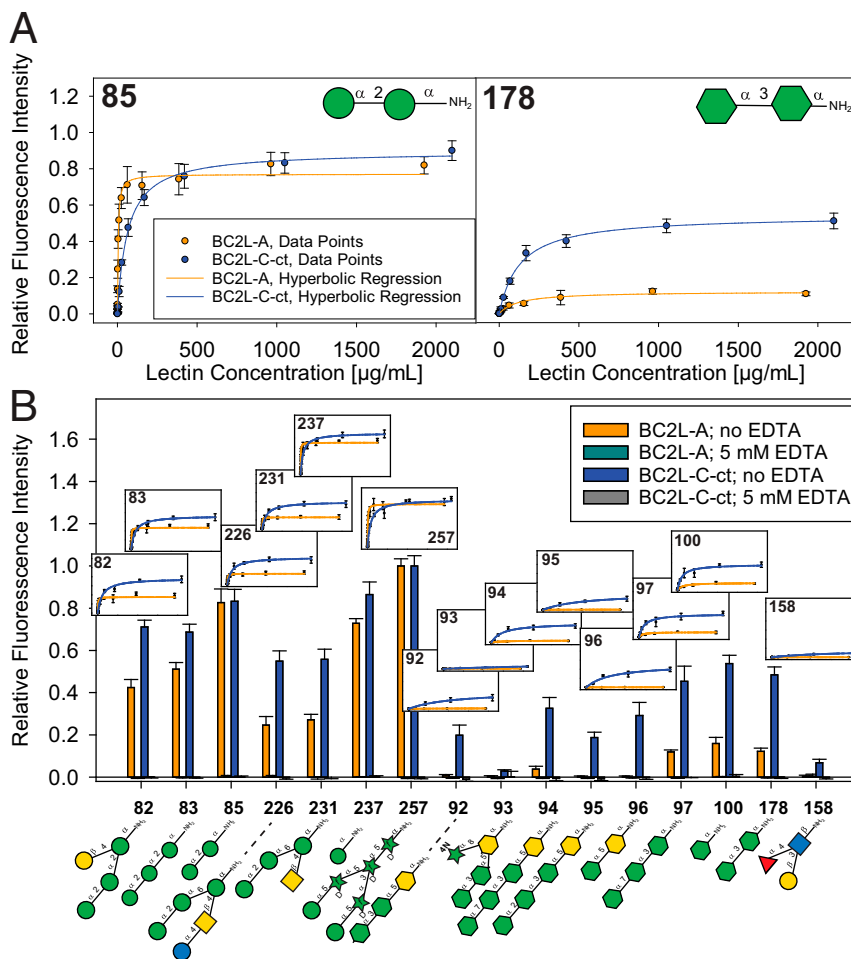 A
85
α 2 α NH2
178
α 3 α NH2
Relative Fluorescence Intensity
1.2
1.0
0.8
0.6
0.4
0.2
0.0
BC2L-A, Data Points
BC2L-C-ct, Data Points
BC2L-A, Hyperbolic Regression
BC2L-C-ct, Hyperbolic Regression
0 500 1000 1500 2000
0 500 1000 1500 2000
Lectin Concentration [µg/mL]
Lectin Concentration [µg/mL]
B
Relative Fluoresscence Intensity
1.6
1.4
1.2
1.0
0.8
0.6
0.4
0.2
0.0
BC2L-A; no EDTA
BC2L-A; 5 mM EDTA
BC2L-C-ct; no EDTA
BC2L-C-ct; 5 mM EDTA
82
83
226
231
237
257
92
93
94
95
96
97
100
158
82 83 85 226 231 237 257 92 93 94 95 96 97 100 178 158